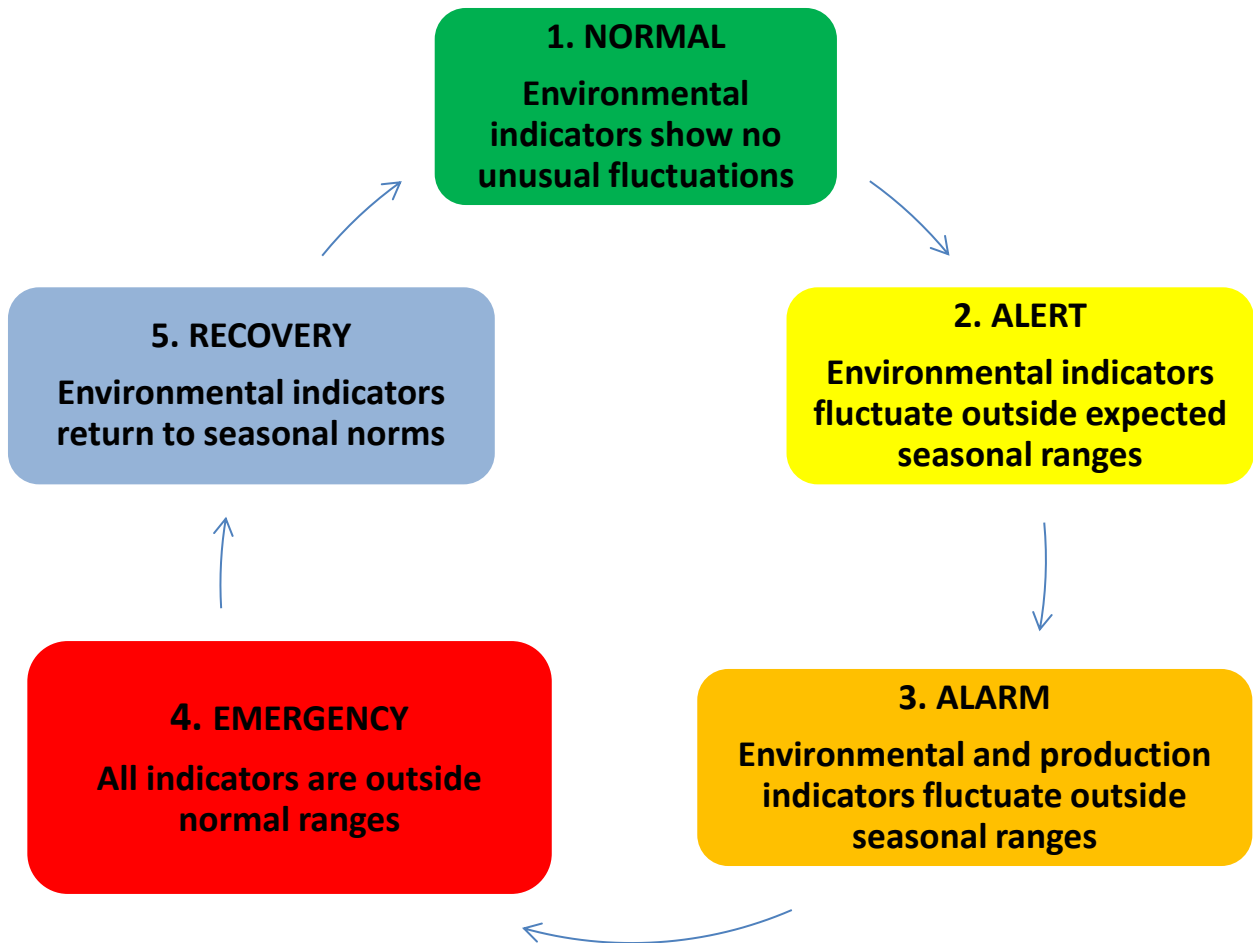 1. NORMAL
Environmental
indicators show no
unusual fluctuations
2. ALERT
Environmental indicators
fluctuate outside expected
seasonal ranges
3. ALARM
Environmental and production
indicators fluctuate outside
seasonal ranges
4. EMERGENCY
All indicators are outside
normal ranges
5. RECOVERY
Environmental indicators
return to seasonal norms